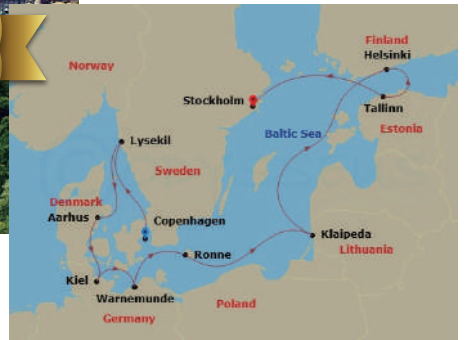 Finland
Helsinki
Norway
Stockholm
Tallinn
Baltic Sea
Estonia
Lysekil
Sweden
Denmark
Aarhus
Copenhagen
Klaipeda
Lithuania
Ronne
Kiel
Warnemunde
Poland
Germany